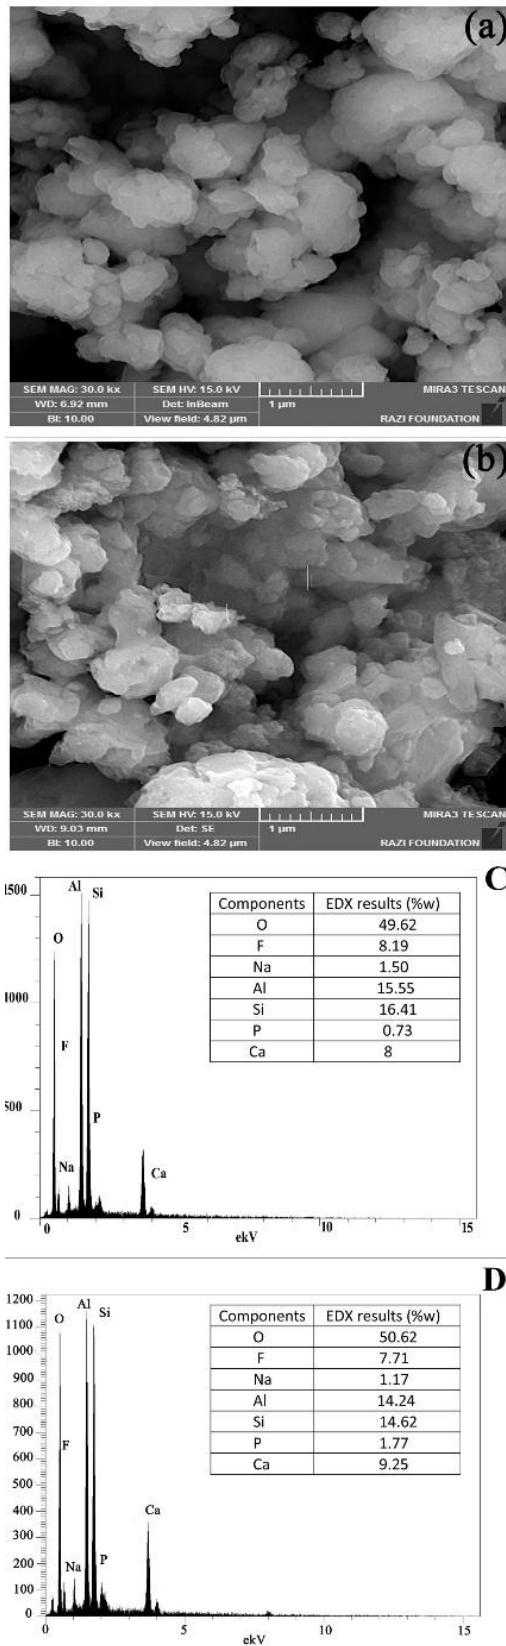 (a)
SEM MAG: 30.0 kx SEM HV: 15.0 kV MIRA3 TESCAN
WD: 6.92 mm Det: InBeam 1 µm
BI: 10.00 View field: 4.82 µm RAZI FOUNDATION
(b)
SEM MAG: 30.0 kx SEM HV: 15.0 kV MIRA3 TESCAN
WD: 9.03 mm Det: SE 1 µm
BI: 10.00 View field: 4.82 µm RAZI FOUNDATION
C
1500
1000
500
0
O
F
Na
Al
Si
P
Ca
Components EDX results (%w)
O 49.62
F 8.19
Na 1.50
Al 15.55
Si 16.41
P 0.73
Ca 8
0 5 10 15
ekV
D
1200
1100
1000
900
800
700
600
500
400
300
200
100
0
O
F
Na
Al
Si
P
Ca
Components EDX results (%w)
O 50.62
F 7.71
Na 1.17
Al 14.24
Si 14.62
P 1.77
Ca 9.25
0 5 10 15
ekV